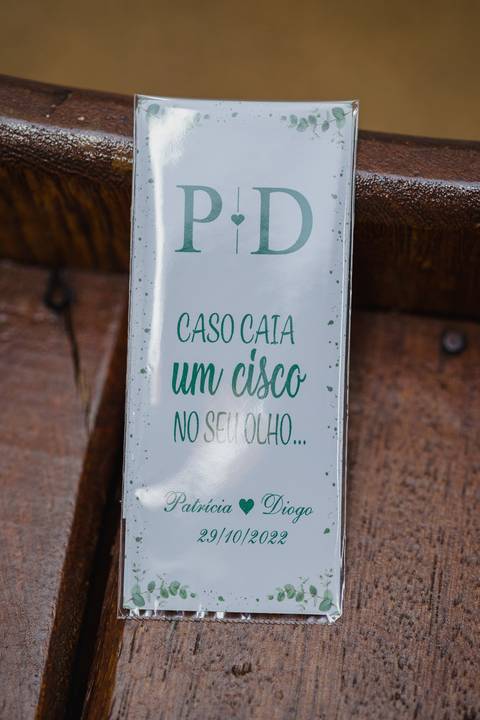 P D
CASO CAIA
um cisco
NO SEU OLHO...
Patrícia ♥ Diogo
29/10/2022